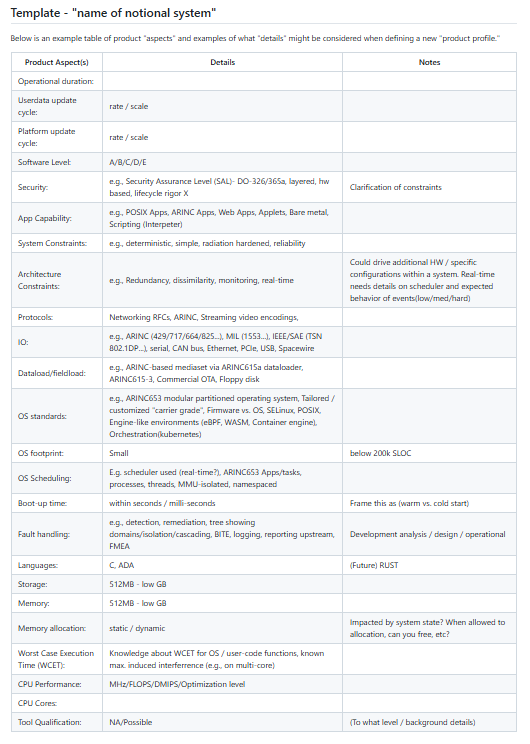 Template - "name of notional system"
Below is an example table of product "aspects" and examples of what "details" might be considered when defining a new "product profile."
Product Aspect(s) Details Notes
Operational duration:
Userdata update
cycle:
rate / scale
Platform update
cycle:
rate / scale
Software Level: A/B/C/D/E
Security:
e.g., Security Assurance Level (SAL)- DO-326/365a, layered, hw
based, lifecycle rigor X
Clarification of constraints
App Capability:
e.g., POSIX Apps, ARINC Apps, Web Apps, Applets, Bare metal,
Scripting (Interpeter)
System Constraints: e.g., deterministic, simple, radiation hardened, reliability
Architecture
Constraints:
e.g., Redundancy, dissimilarity, monitoring, real-time
Could drive additional HW / specific
configurations within a system. Real-time
needs details on scheduler and expected
behavior of events(low/med/hard)
Protocols: Networking RFCs, ARINC, Streaming video encodings,
IO:
e.g., ARINC (429/717/664/825...), MIL (1553...), IEEE/SAE (TSN
802.1DP...), serial, CAN bus, Ethernet, PCIe, USB, Spacewire
Dataload/fieldload:
e.g., ARINC-based mediaset via ARINC615a dataloader,
ARINC615-3, Commercial OTA, Floppy disk
OS standards:
e.g., ARINC653 modular partitioned operating system, Tailored /
customized "carrier grade", Firmware vs. OS, SELinux, POSIX,
Engine-like environments (eBPF, WASM, Container engine),
Orchestration(kubernetes)
OS footprint: Small below 200k SLOC
OS Scheduling:
E.g. scheduler used (real-time?), ARINC653 Apps/tasks,
processes, threads, MMU-isolated, namespaced
Boot-up time: within seconds / milli-seconds Frame this as (warm vs. cold start)
Fault handling:
e.g., detection, remediation, tree showing
domains/isolation/cascading, BITE, logging, reporting upstream,
FMEA
Development analysis / design / operational
Languages: C, ADA (Future) RUST
Storage: 512MB - low GB
Memory: 512MB - low GB
Memory allocation: static / dynamic
Impacted by system state? When allowed to
allocation, can you free, etc?
Worst Case Execution
Time (WCET):
Knowledge about WCET for OS / user-code functions, known
max. induced interferrence (e.g., on multi-core)
CPU Performance: MHz/FLOPS/DMIPS/Optimization level
CPU Cores:
Tool Qualification: NA/Possible (To what level / background details)